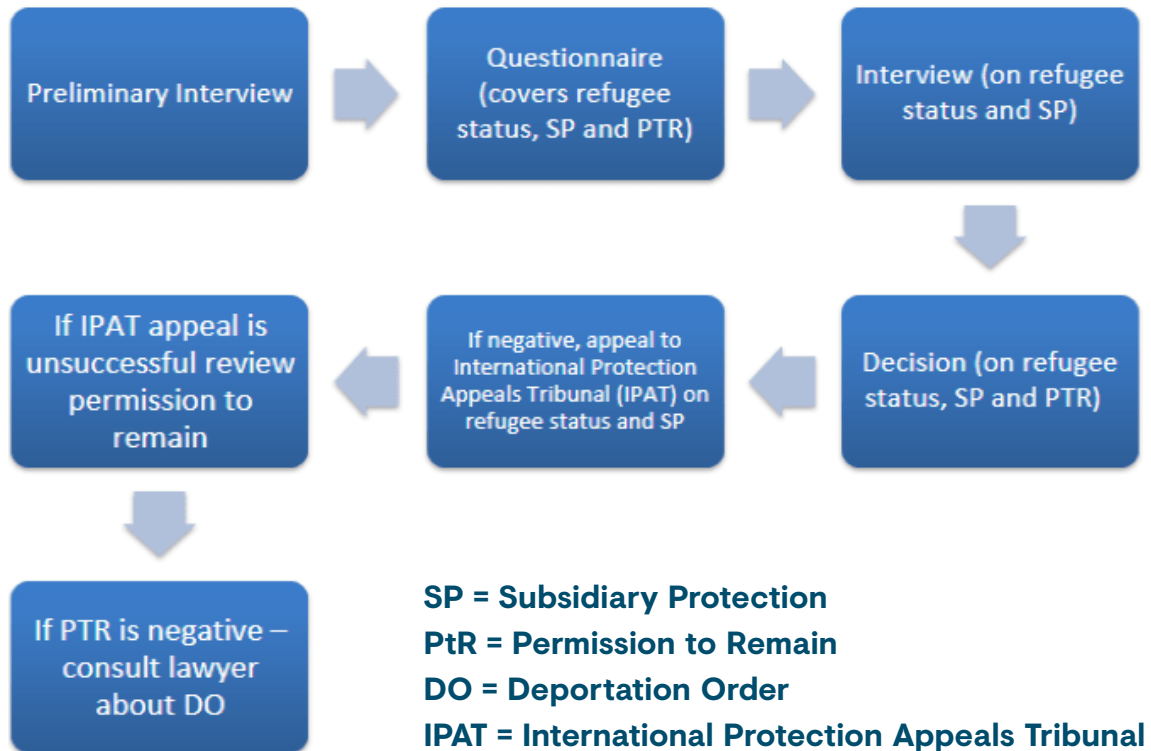 Preliminary Interview
Questionnaire
(covers refugee
status, SP and PTR)
Interview (on refugee
status and SP)
Decision (on refugee
status, SP and PTR)
If negative, appeal to
International Protection
Appeals Tribunal (IPAT) on
refugee status and SP
If IPAT appeal is
unsuccessful review
permission to
remain
If PTR is negative –
consult lawyer
about DO
SP = Subsidiary Protection
PtR = Permission to Remain
DO = Deportation Order
IPAT = International Protection Appeals Tribunal